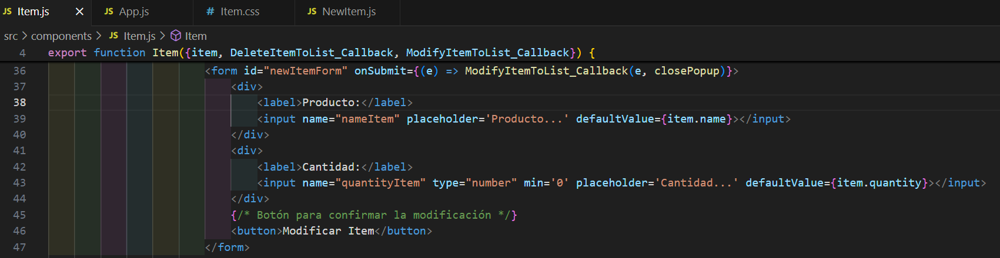 JS Item.js × JS App.js # Item.css JS NewItem.js
src > components > JS Item.js > Item
4 export function Item({item, DeleteItemToList_Callback, ModifyItemToList_Callback}) {
36 <form id="newItemForm" onSubmit={(e) => ModifyItemToList_Callback(e, closePopup)}>
37 <div>
38 <label>Producto:</label>
39 <input name="nameItem" placeholder='Producto...' defaultValue={item.name}></input>
40 </div>
41 <div>
42 <label>Cantidad:</label>
43 <input name="quantityItem" type="number" min='0' placeholder='Cantidad...' defaultValue={item.quantity}></input>
44 </div>
45 {/* Botón para confirmar la modificación */}
46 <button>Modificar Item</button>
47 </form>